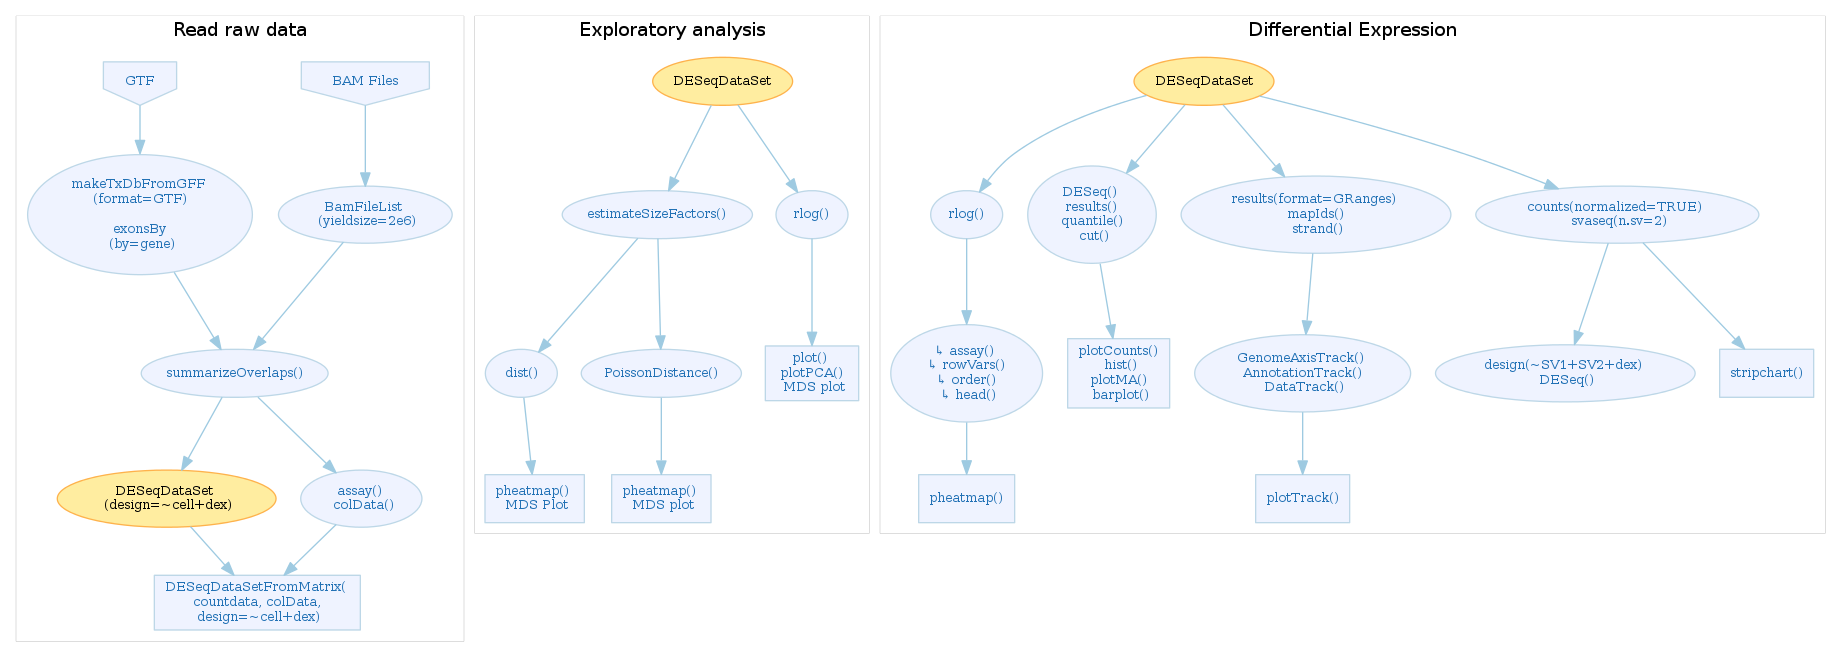 Read raw data
GTF
BAM Files
makeTxDbFromGFF
(format=GTF)
exonsBy
(by=gene)
BamFileList
(yieldsize=2e6)
summarizeOverlaps()
DESeqDataSet
(design=~cell+dex)
assay()
colData()
DESeqDataSetFromMatrix(
countdata, colData,
design=~cell+dex)
Exploratory analysis
DESeqDataSet
estimateSizeFactors()
rlog()
dist()
PoissonDistance()
plot()
plotPCA()
MDS plot
pheatmap()
MDS Plot
pheatmap()
MDS plot
Differential Expression
DESeqDataSet
rlog()
DESeq()
results()
quantile()
cut()
results(format=GRanges)
mapIds()
strand()
counts(normalized=TRUE)
svaseq(n.sv=2)
↳ assay()
↳ rowVars()
↳ order()
↳ head()
plotCounts()
hist()
plotMA()
barplot()
GenomeAxisTrack()
AnnotationTrack()
DataTrack()
design(~SV1+SV2+dex)
DESeq()
stripchart()
pheatmap()
plotTrack()